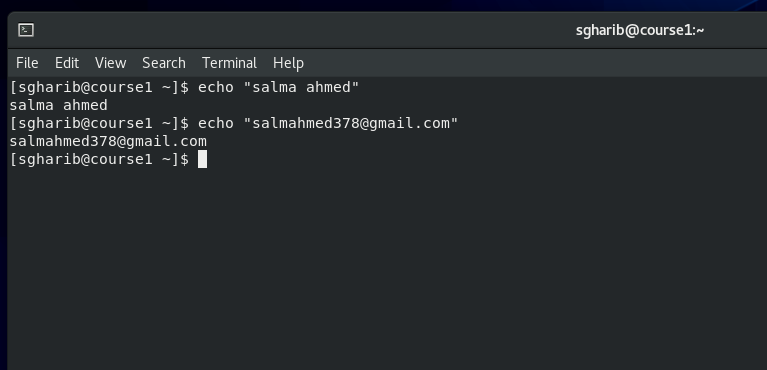 sgharib@course1:~
File Edit View Search Terminal Help
[sgharib@course1 ~]$ echo "salma ahmed"
salma ahmed
[sgharib@course1 ~]$ echo "salmahmed378@gmail.com"
salmahmed378@gmail.com
[sgharib@course1 ~]$